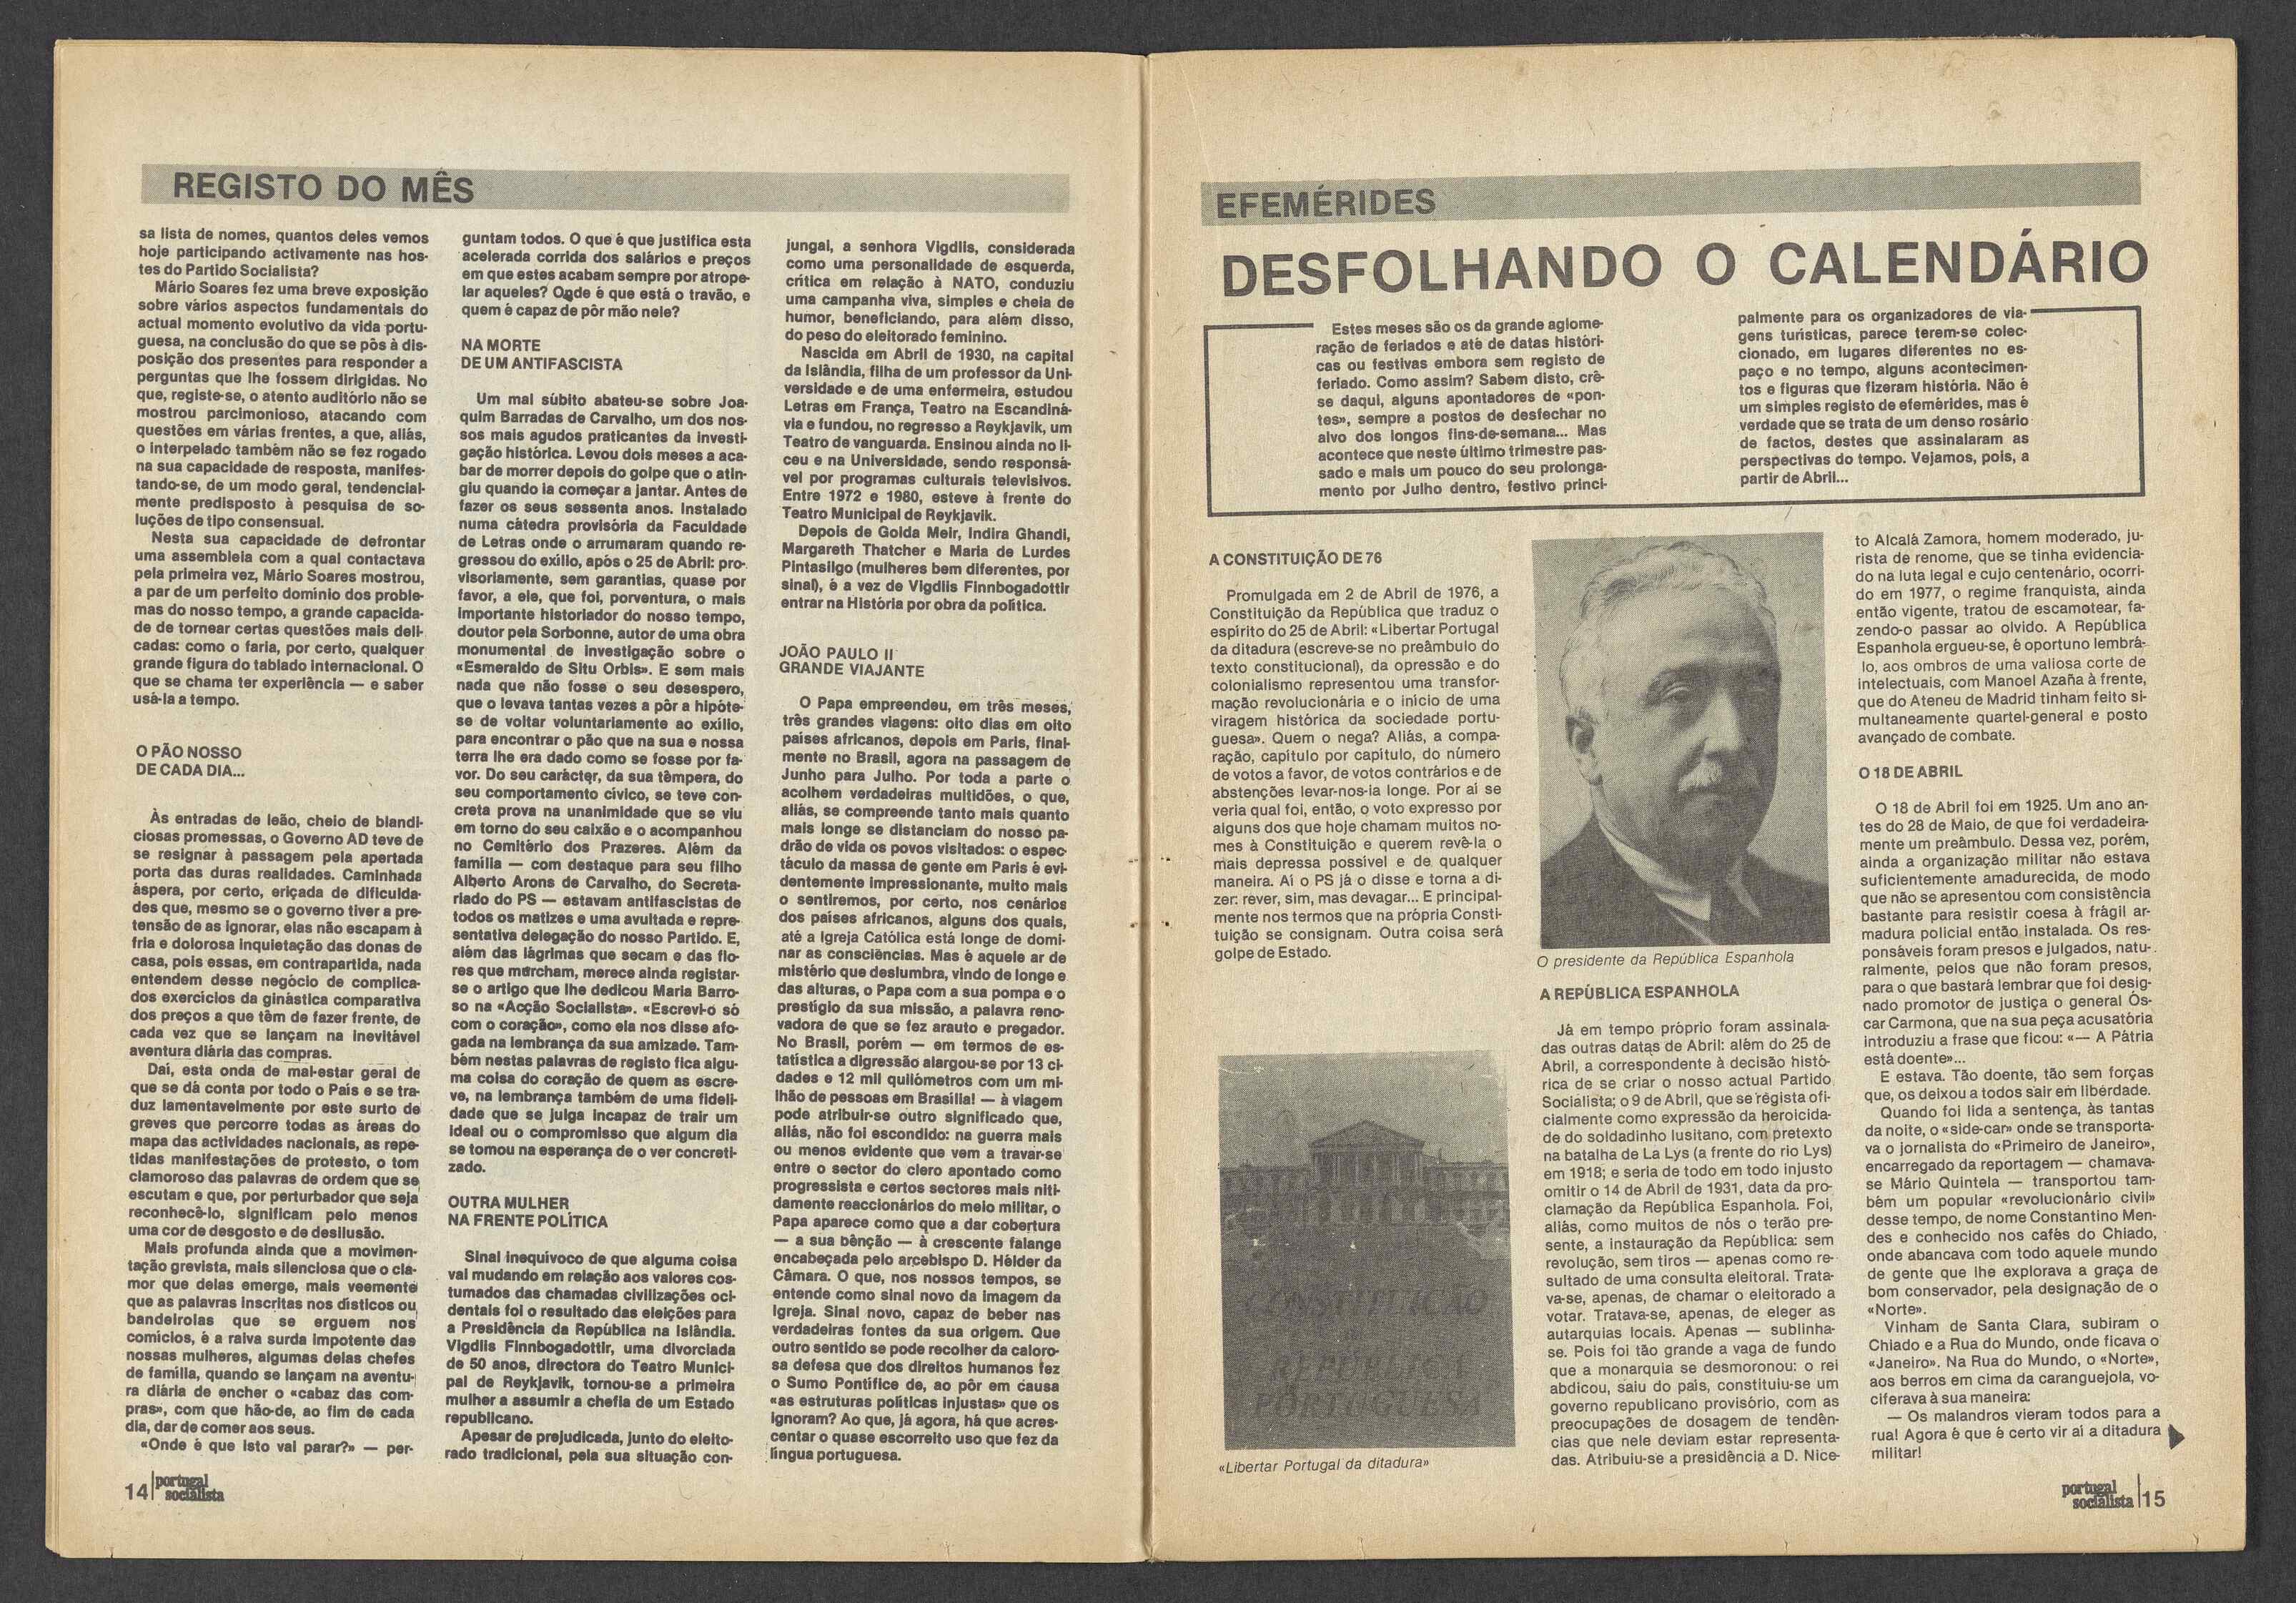 REGISTO DO MÊS
sa lista de nomes, quantos deles vemos
hoje participando activamente nas hos-
tes do Partido Socialista?
Mário Soares fez uma breve exposição
sobre vários aspectos fundamentais do
actual momento evolutivo da vida portu-
guesa, na conclusão do que se pôs à dis-
posição dos presentes para responder a
perguntas que lhe fossem dirigidas. No
que, registe-se, o atento auditório não se
mostrou parcimonioso, atacando com
questões em várias frentes, a que, aliás,
o interpelado também não se fez rogado
na sua capacidade de resposta, manifes-
tando-se, de um modo geral, tendencial-
mente predisposto à pesquisa de so-
luções de tipo consensual.
Nesta sua capacidade de defrontar
uma assembleia com a qual contactava
pela primeira vez, Mário Soares mostrou,
a par de um perfeito domínio dos proble-
mas do nosso tempo, a grande capacida-
de de tornear certas questões mais deli-
cadas: como o faria, por certo, qualquer
grande figura do tablado internacional. O
que se chama ter experiência — e saber
usá-la a tempo.
O PÃO NOSSO
DE CADA DIA...
Às entradas de leão, cheio de blandi-
ciosas promessas, o Governo AD teve de
se resignar à passagem pela apertada
porta das duras realidades. Caminhada
áspera, por certo, eriçada de dificulda-
des que, mesmo se o governo tiver a pre-
tensão de as ignorar, elas não escapam à
fria e dolorosa inquietação das donas de
casa, pois essas, em contrapartida, nada
entendem desse negócio de complica-
dos exercícios da ginástica comparativa
dos preços a que têm de fazer frente, de
cada vez que se lançam na inevitável
aventura diária das compras.
Daí, esta onda de mal-estar geral de
que se dá conta por todo o País e se tra-
duz lamentavelmente por este surto de
greves que percorre todas as áreas do
mapa das actividades nacionais, as repe-
tidas manifestações de protesto, o tom
clamoroso das palavras de ordem que se
escutam e que, por perturbador que seja
reconhecê-lo, significam pelo menos
uma cor de desgosto e de desilusão.
Mais profunda ainda que a movimen-
tação grevista, mais silenciosa que o cla-
mor que delas emerge, mais veemente
que as palavras inscritas nos dísticos ou
bandeirolas que se erguem nos
comícios, é a raiva surda impotente das
nossas mulheres, algumas delas chefes
de família, quando se lançam na aventu-
ra diária de encher o «cabaz das com-
pras», com que hão-de, ao fim de cada
dia, dar de comer aos seus.
«Onde é que isto vai parar?» — per-
guntam todos. O que é que justifica esta
acelerada corrida dos salários e preços
em que estes acabam sempre por atrope-
lar aqueles? Onde é que está o travão, e
quem é capaz de pôr mão nele?
NA MORTE
DE UM ANTIFASCISTA
Um mal súbito abateu-se sobre Joa-
quim Barradas de Carvalho, um dos nos-
sos mais agudos praticantes da investi-
gação histórica. Levou dois meses a aca-
bar de morrer depois do golpe que o atin-
giu quando ia começar a jantar. Antes de
fazer os seus sessenta anos. Instalado
numa cátedra provisória da Faculdade
de Letras onde o arrumaram quando re-
gressou do exílio, após o 25 de Abril: pro-
visoriamente, sem garantias, quase por
favor, a ele, que foi, porventura, o mais
importante historiador do nosso tempo,
doutor pela Sorbonne, autor de uma obra
monumental de investigação sobre o
«Esmeraldo de Situ Orbis». E sem mais
nada que não fosse o seu desespero,
que o levava tantas vezes a pôr a hipóte-
se de voltar voluntariamente ao exílio,
para encontrar o pão que na sua e nossa
terra lhe era dado como se fosse por fa-
vor. Do seu carácter, da sua têmpera, do
seu comportamento cívico, se teve con-
creta prova na unanimidade que se viu
em torno do seu caixão e o acompanhou
no Cemitério dos Prazeres. Além da
família — com destaque para seu filho
Alberto Arons de Carvalho, do Secreta-
riado do PS — estavam antifascistas de
todos os matizes e uma avultada e repre-
sentativa delegação do nosso Partido. E,
além das lágrimas que secam e das flo-
res que murcham, merece ainda registar-
se o artigo que lhe dedicou Maria Barro-
so na «Acção Socialista». «Escrevi-o só
com o coração», como ela nos disse afo-
gada na lembrança da sua amizade. Tam-
bém nestas palavras de registo fica algu-
ma coisa do coração de quem as escre-
ve, na lembrança também de uma fideli-
dade que se julga incapaz de trair um
ideal ou o compromisso que algum dia
se tomou na esperança de o ver concreti-
zado.
OUTRA MULHER
NA FRENTE POLÍTICA
Sinal inequívoco de que alguma coisa
vai mudando em relação aos valores cos-
tumados das chamadas civilizações oci-
dentais foi o resultado das eleições para
a Presidência da República na Islândia.
Vigdlis Finnbogadottir, uma divorciada
de 50 anos, directora do Teatro Munici-
pal de Reykjavik, tornou-se a primeira
mulher a assumir a chefia de um Estado
republicano.
Apesar de prejudicada, junto do eleito-
rado tradicional, pela sua situação con-
jungal, a senhora Vigdlis, considerada
como uma personalidade de esquerda,
crítica em relação à NATO, conduziu
uma campanha viva, simples e cheia de
humor, beneficiando, para além disso,
do peso do eleitorado feminino.
Nascida em Abril de 1930, na capital
da Islândia, filha de um professor da Uni-
versidade e de uma enfermeira, estudou
Letras em França, Teatro na Escandiná-
via e fundou, no regresso a Reykjavik, um
Teatro de vanguarda. Ensinou ainda no li-
ceu e na Universidade, sendo responsá-
vel por programas culturais televisivos.
Entre 1972 e 1980, esteve à frente do
Teatro Municipal de Reykjavik.
Depois de Golda Meir, Indira Ghandi,
Margareth Thatcher e Maria de Lurdes
Pintasilgo (mulheres bem diferentes, por
sinal), é a vez de Vigdlis Finnbogadottir
entrar na História por obra da política.
JOÃO PAULO II
GRANDE VIAJANTE
O Papa empreendeu, em três meses,
três grandes viagens: oito dias em oito
países africanos, depois em Paris, final-
mente no Brasil, agora na passagem de
Junho para Julho. Por toda a parte o
acolhem verdadeiras multidões, o que,
aliás, se compreende tanto mais quanto
mais longe se distanciam do nosso pa-
drão de vida os povos visitados: o espec-
táculo da massa de gente em Paris é evi-
dentemente impressionante, muito mais
o sentiremos, por certo, nos cenários
dos países africanos, alguns dos quais,
até a Igreja Católica está longe de domi-
nar as consciências. Mas é aquele ar de
mistério que deslumbra, vindo de longe e
das alturas, o Papa com a sua pompa e o
prestígio da sua missão, a palavra reno-
vadora de que se fez arauto e pregador.
No Brasil, porém — em termos de es-
tatística a digressão alargou-se por 13 ci-
dades e 12 mil quilómetros com um mi-
lhão de pessoas em Brasília! — à viagem
pode atribuir-se outro significado que,
aliás, não foi escondido: na guerra mais
ou menos evidente que vem a travar-se
entre o sector do clero apontado como
progressista e certos sectores mais niti-
damente reaccionários do meio militar, o
Papa aparece como que a dar cobertura
— a sua bênção — à crescente falange
encabeçada pelo arcebispo D. Hélder da
Câmara. O que, nos nossos tempos, se
entende como sinal novo da imagem da
Igreja. Sinal novo, capaz de beber nas
verdadeiras fontes da sua origem. Que
outro sentido se pode recolher da caloro-
sa defesa que dos direitos humanos fez
o Sumo Pontífice de, ao pôr em causa
«as estruturas políticas injustas» que os
ignoram? Ao que, já agora, há que acres-
centar o quase escorreito uso que fez da
língua portuguesa.
14 portugal
socialista
EFEMÉRIDES
DESFOLHANDO O CALENDÁRIO
Estes meses são os da grande aglome-
ração de feriados e até de datas históri-
cas ou festivas embora sem registo de
feriado. Como assim? Sabem disto, crê-
se daqui, alguns apontadores de «pon-
tes», sempre a postos de desfechar no
alvo dos longos fins-de-semana... Mas
acontece que neste último trimestre pas-
sado e mais um pouco do seu prolonga-
mento por Julho dentro, festivo princi-
palmente para os organizadores de via-
gens turísticas, parece terem-se colec-
cionado, em lugares diferentes no es-
paço e no tempo, alguns acontecimen-
tos e figuras que fizeram história. Não é
um simples registo de efemérides, mas é
verdade que se trata de um denso rosário
de factos, destes que assinalaram as
perspectivas do tempo. Vejamos, pois, a
partir de Abril...
A CONSTITUIÇÃO DE 76
Promulgada em 2 de Abril de 1976, a
Constituição da República que traduz o
espírito do 25 de Abril: «Libertar Portugal
da ditadura (escreve-se no preâmbulo do
texto constitucional), da opressão e do
colonialismo representou uma transfor-
mação revolucionária e o início de uma
viragem histórica da sociedade portu-
guesa». Quem o nega? Aliás, a compa-
ração, capítulo por capítulo, do número
de votos a favor, de votos contrários e de
abstenções levar-nos-ia longe. Por aí se
veria qual foi, então, o voto expresso por
alguns dos que hoje chamam muitos no-
mes à Constituição e querem revê-la o
mais depressa possível e de qualquer
maneira. Aí o PS já o disse e torna a di-
zer: rever, sim, mas devagar... E principal-
mente nos termos que na própria Consti-
tuição se consignam. Outra coisa será
golpe de Estado.
CONSTITUIÇÃO
DA
REPÚBLICA
PORTUGUESA
«Libertar Portugal da ditadura»
O presidente da República Espanhola
A REPÚBLICA ESPANHOLA
Já em tempo próprio foram assinala-
das outras datas de Abril: além do 25 de
Abril, a correspondente à decisão histó-
rica de se criar o nosso actual Partido
Socialista; o 9 de Abril, que se regista ofi-
cialmente como expressão da heroicida-
de do soldadinho lusitano, com pretexto
na batalha de La Lys (a frente do rio Lys)
em 1918; e seria de todo em todo injusto
omitir o 14 de Abril de 1931, data da pro-
clamação da República Espanhola. Foi,
aliás, como muitos de nós o terão pre-
sente, a instauração da República: sem
revolução, sem tiros — apenas como re-
sultado de uma consulta eleitoral. Trata-
va-se, apenas, de chamar o eleitorado a
votar. Tratava-se, apenas, de eleger as
autarquias locais. Apenas — sublinha-
se. Pois foi tão grande a vaga de fundo
que a monarquia se desmoronou: o rei
abdicou, saiu do país, constituiu-se um
governo republicano provisório, com as
preocupações de dosagem de tendên-
cias que nele deviam estar representa-
das. Atribuiu-se a presidência a D. Nice-
to Alcalá Zamora, homem moderado, ju-
rista de renome, que se tinha evidencia-
do na luta legal e cujo centenário, ocorri-
do em 1977, o regime franquista, ainda
então vigente, tratou de escamotear, fa-
zendo-o passar ao olvido. A República
Espanhola ergueu-se, é oportuno lembrá-
lo, aos ombros de uma valiosa corte de
intelectuais, com Manoel Azaña à frente,
que do Ateneu de Madrid tinham feito si-
multaneamente quartel-general e posto
avançado de combate.
O 18 DE ABRIL
O 18 de Abril foi em 1925. Um ano an-
tes do 28 de Maio, de que foi verdadeira-
mente um preâmbulo. Dessa vez, porém,
ainda a organização militar não estava
suficientemente amadurecida, de modo
que não se apresentou com consistência
bastante para resistir coesa à frágil ar-
madura policial então instalada. Os res-
ponsáveis foram presos e julgados, natu-
ralmente, pelos que não foram presos,
para o que bastará lembrar que foi desig-
nado promotor de justiça o general Ós-
car Carmona, que na sua peça acusatória
introduziu a frase que ficou: «— A Pátria
está doente»...
E estava. Tão doente, tão sem forças
que, os deixou a todos sair em liberdade.
Quando foi lida a sentença, às tantas
da noite, o «side-car» onde se transporta-
va o jornalista do «Primeiro de Janeiro»,
encarregado da reportagem — chamava-
se Mário Quintela — transportou tam-
bém um popular «revolucionário civil»
desse tempo, de nome Constantino Men-
des e conhecido nos cafés do Chiado,
onde abancava com todo aquele mundo
de gente que lhe explorava a graça de
bom conservador, pela designação de o
«Norte».
Vinham de Santa Clara, subiram o
Chiado e a Rua do Mundo, onde ficava o
«Janeiro». Na Rua do Mundo, o «Norte»,
aos berros em cima da caranguejola, vo-
ciferava à sua maneira:
— Os malandros vieram todos para a
rua! Agora é que é certo vir aí a ditadura
militar!
portugal
socialista 15